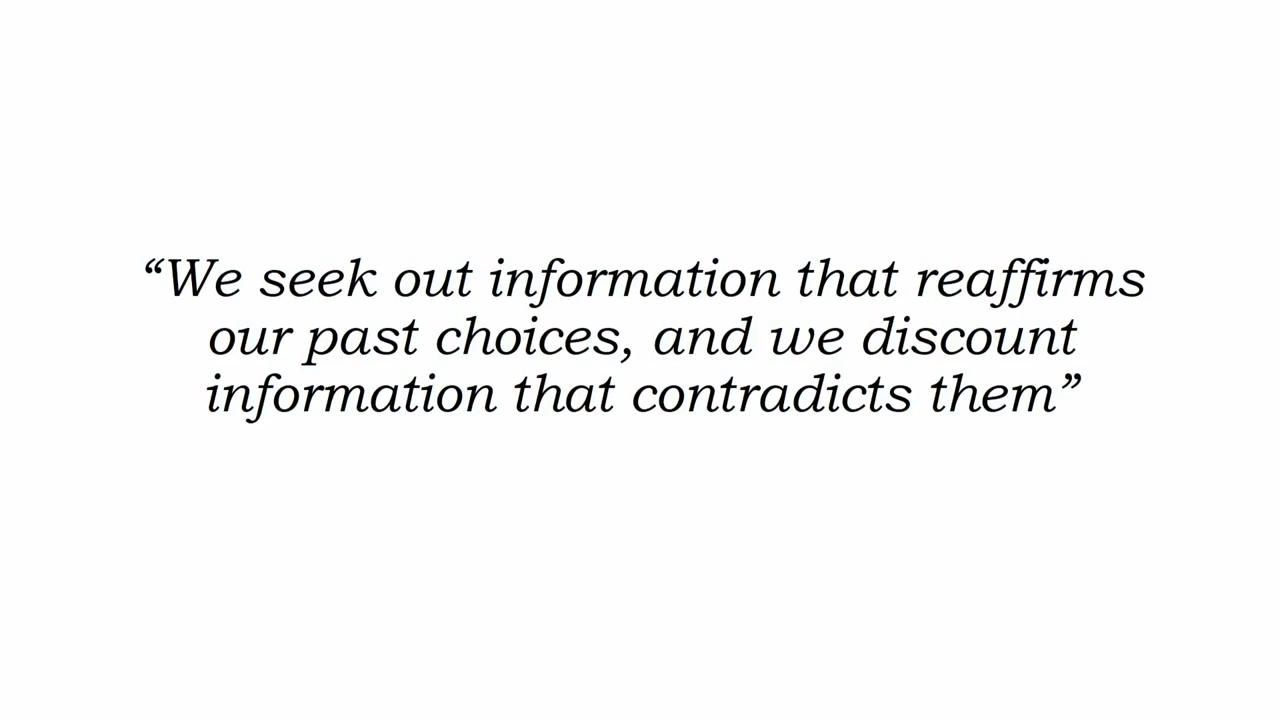 “We seek out information that reaffirms
our past choices, and we discount
information that contradicts them”